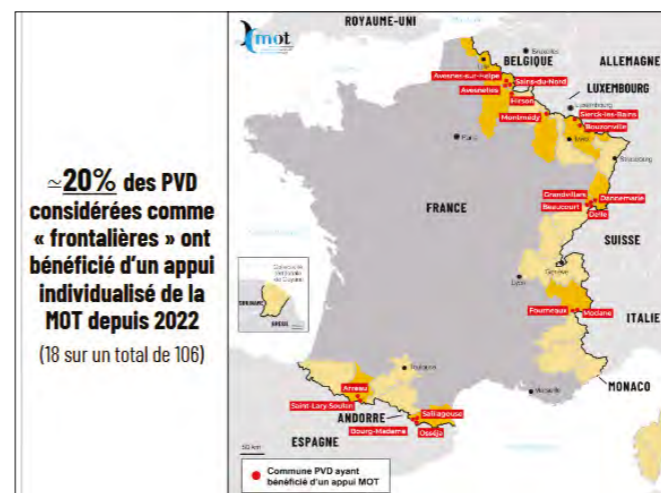 ≃20% des PVD
considérées comme
« frontalières » ont
bénéficié d'un appui
individualisé de la
MOT depuis 2022
(18 sur un total de 106)
mot
ROYAUME-UNI
BELGIQUE
ALLEMAGNE
LUXEMBOURG
Avesnes-sur-Helpe
Sains-du-Nord
Avesnelles
Hirson
Montmédy
Luxembourg
Sierck-les-Bains
Bouzonville
Metz
Paris
Strasbourg
Grandvillars
Dannemarie
Beaucourt
Delle
FRANCE
SUISSE
Genève
Lyon
Fourneaux
Modane
ITALIE
SURINAME
BRÉSIL
Toulouse
Marseille
MONACO
Arreau
Saint-Lary Soulan
ANDORRE
Saillagouse
Bourg-Madame
Osséja
ESPAGNE
50 km
Commune PVD ayant
bénéficié d'un appui MOT